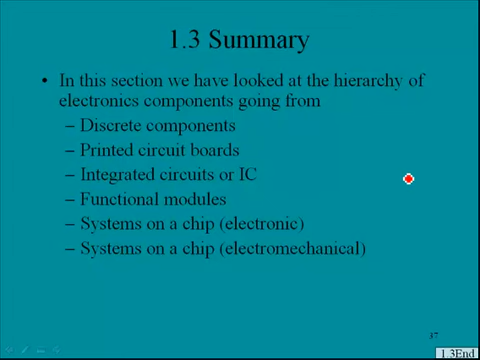 1.3 Summary
• In this section we have looked at the hierarchy of
electronics components going from
– Discrete components
– Printed circuit boards
– Integrated circuits or IC
– Functional modules
– Systems on a chip (electronic)
– Systems on a chip (electromechanical)
37
1.3End